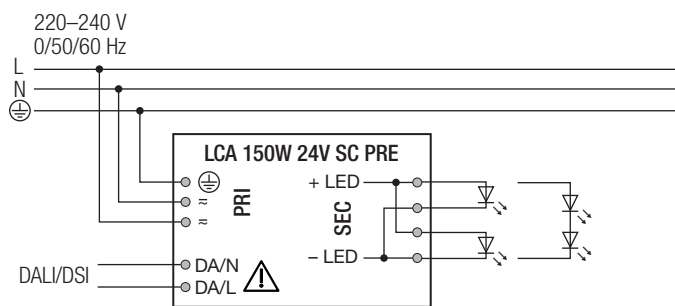 220–240 V
0/50/60 Hz
L
N
LCA 150W 24V SC PRE
PRI
≈
≈
+ LED
SEC
– LED
DALI/DSI
DA/N
DA/L